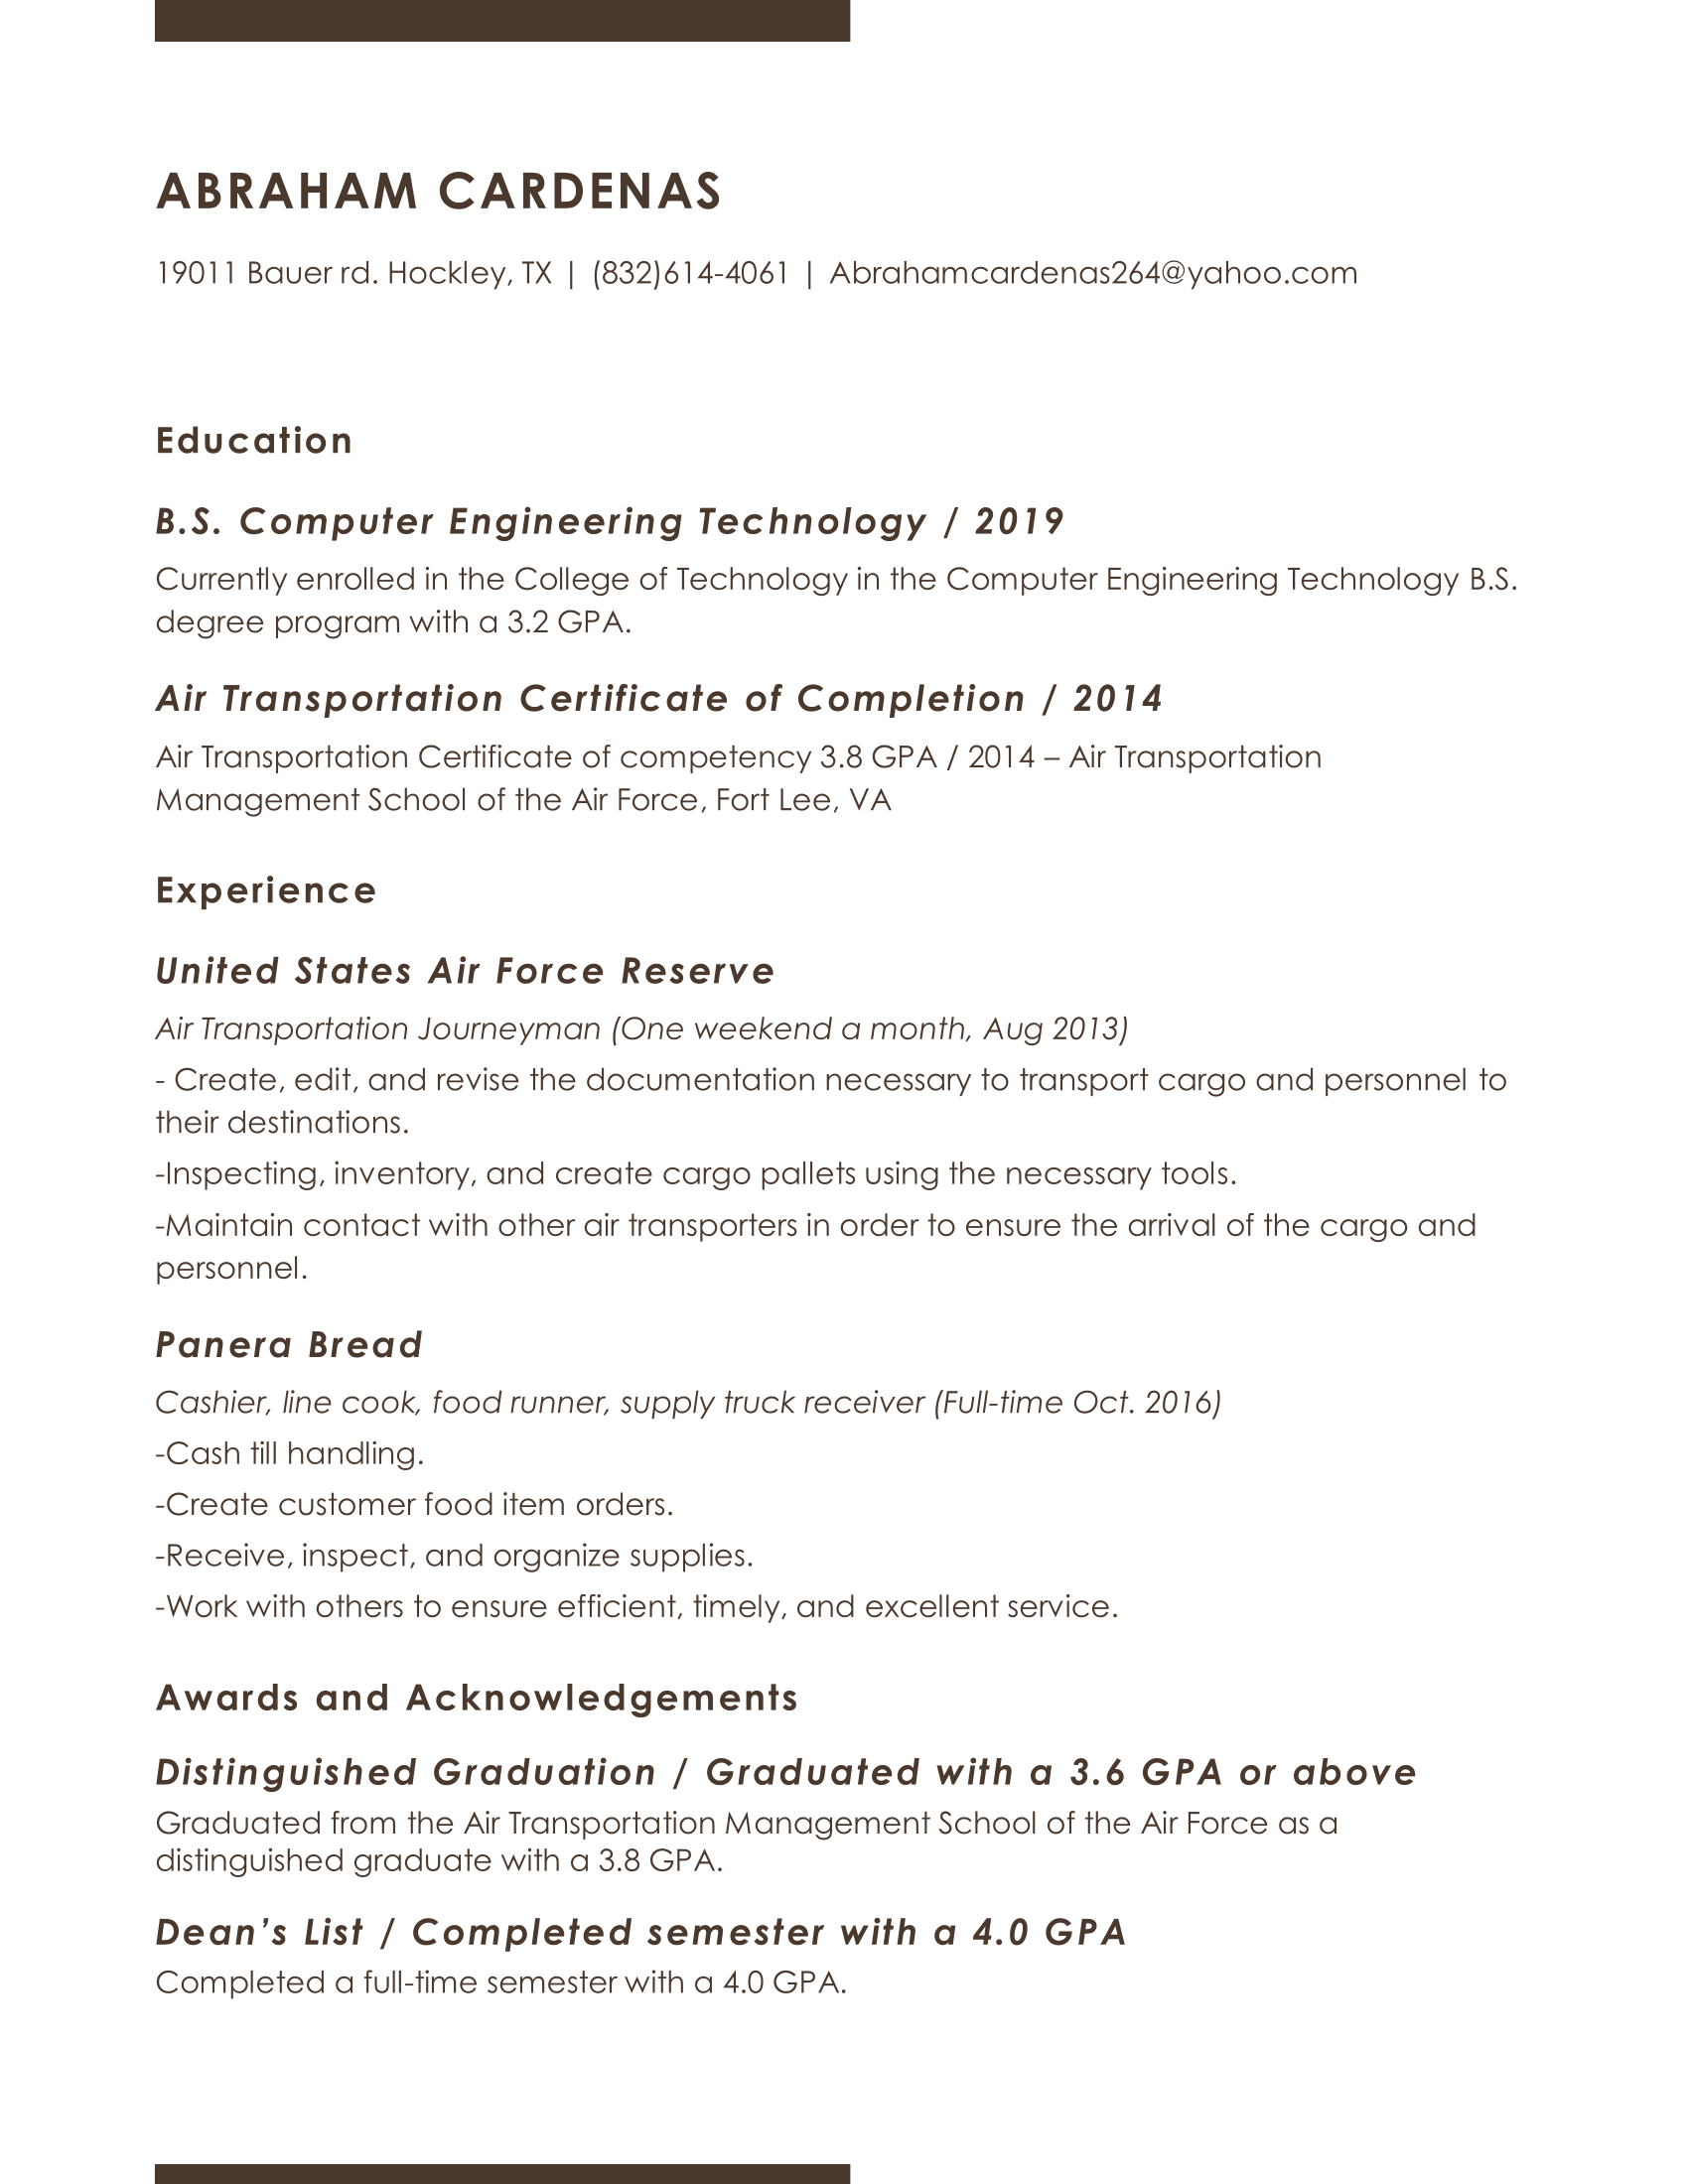 ABRAHAM CARDENAS
19011 Bauer rd. Hockley, TX | (832)614-4061 | Abrahamcardenas264@yahoo.com
Education
B.S. Computer Engineering Technology / 2019
Currently enrolled in the College of Technology in the Computer Engineering Technology B.S.
degree program with a 3.2 GPA.
Air Transportation Certificate of Completion / 2014
Air Transportation Certificate of competency 3.8 GPA / 2014 – Air Transportation
Management School of the Air Force, Fort Lee, VA
Experience
United States Air Force Reserve
Air Transportation Journeyman (One weekend a month, Aug 2013)
- Create, edit, and revise the documentation necessary to transport cargo and personnel to
their destinations.
-Inspecting, inventory, and create cargo pallets using the necessary tools.
-Maintain contact with other air transporters in order to ensure the arrival of the cargo and
personnel.
Panera Bread
Cashier, line cook, food runner, supply truck receiver (Full-time Oct. 2016)
-Cash till handling.
-Create customer food item orders.
-Receive, inspect, and organize supplies.
-Work with others to ensure efficient, timely, and excellent service.
Awards and Acknowledgements
Distinguished Graduation / Graduated with a 3.6 GPA or above
Graduated from the Air Transportation Management School of the Air Force as a
distinguished graduate with a 3.8 GPA.
Dean’s List / Completed semester with a 4.0 GPA
Completed a full-time semester with a 4.0 GPA.